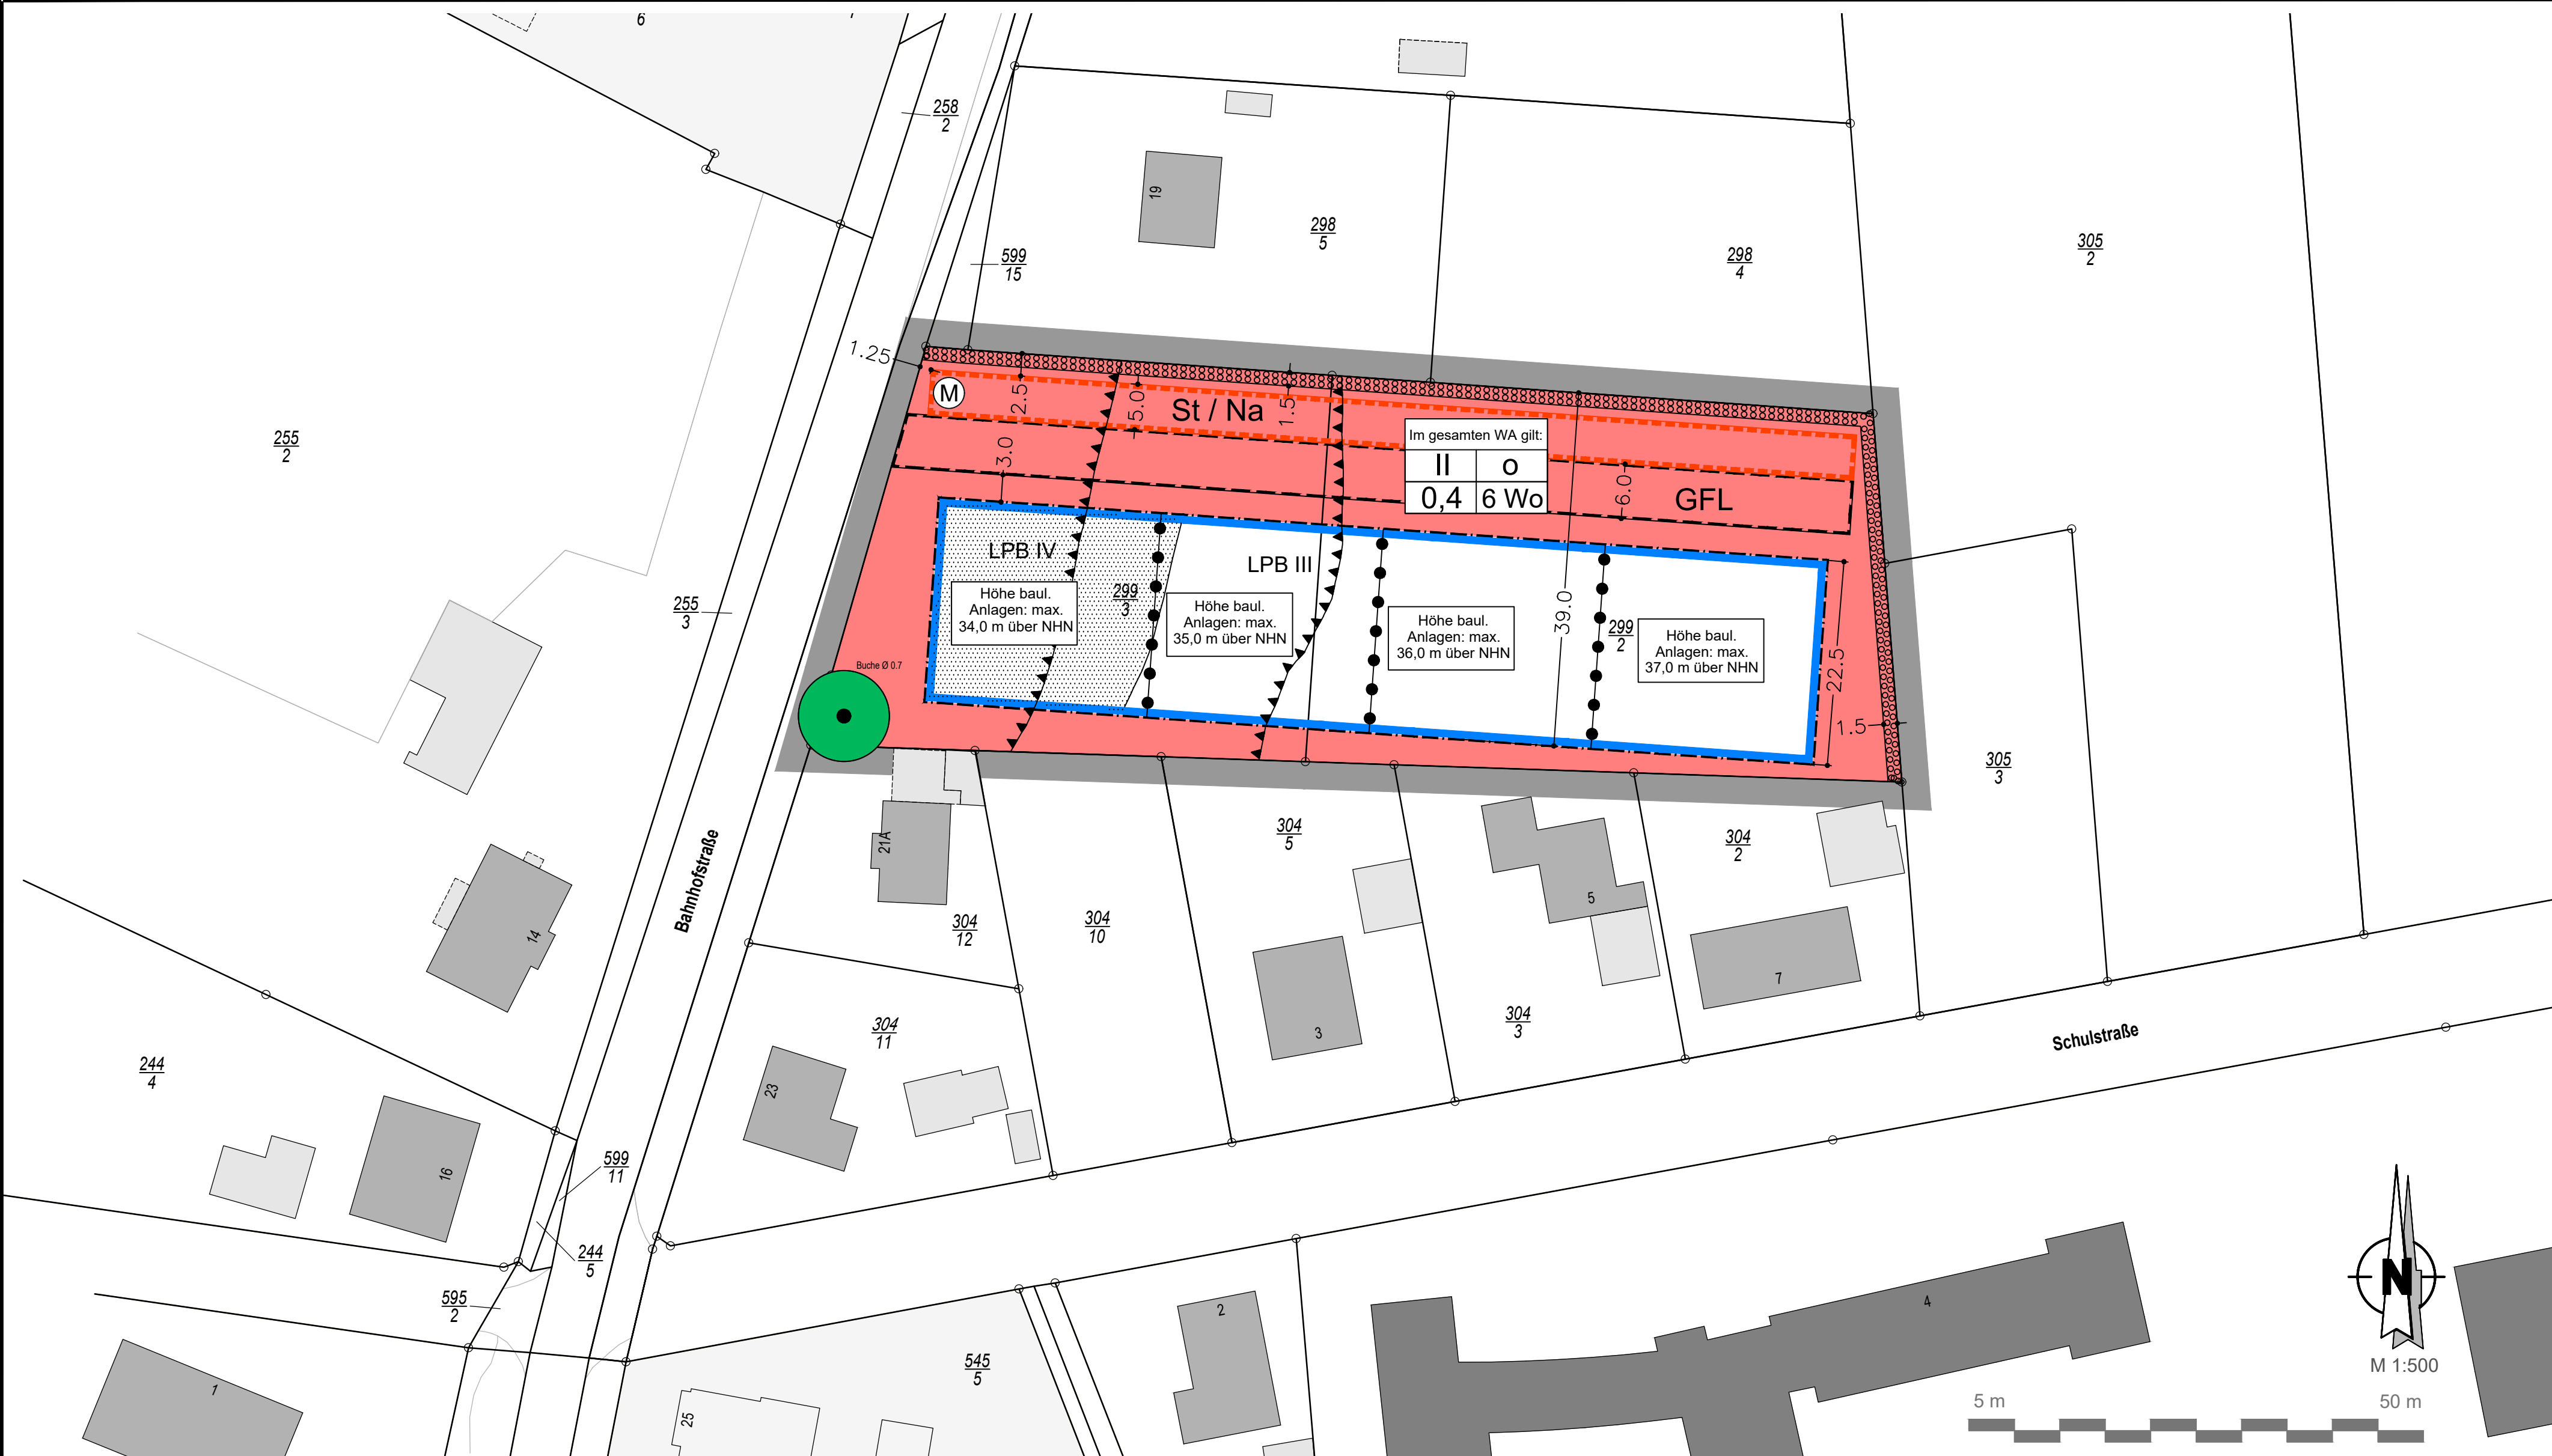 6
258
2
19
298
5
298
4
305
2
599
15
1.25
M
2.5
5.0
St / Na
1.5
Im gesamten WA gilt:
II o
0,4 6 Wo
3.0
6.0
GFL
255
2
255
3
LPB IV
LPB III
299
3
Höhe baul.
Anlagen: max.
34,0 m über NHN
Höhe baul.
Anlagen: max.
35,0 m über NHN
Höhe baul.
Anlagen: max.
36,0 m über NHN
39.0
299
2
Höhe baul.
Anlagen: max.
37,0 m über NHN
22.5
1.5
Buche Ø 0.7
305
3
Bahnhofstraße
21A
304
12
304
10
304
5
304
2
5
7
14
304
11
3
304
3
Schulstraße
244
4
23
16
599
11
244
5
595
2
1
545
5
25
2
4
N
M 1:500
5 m
50 m